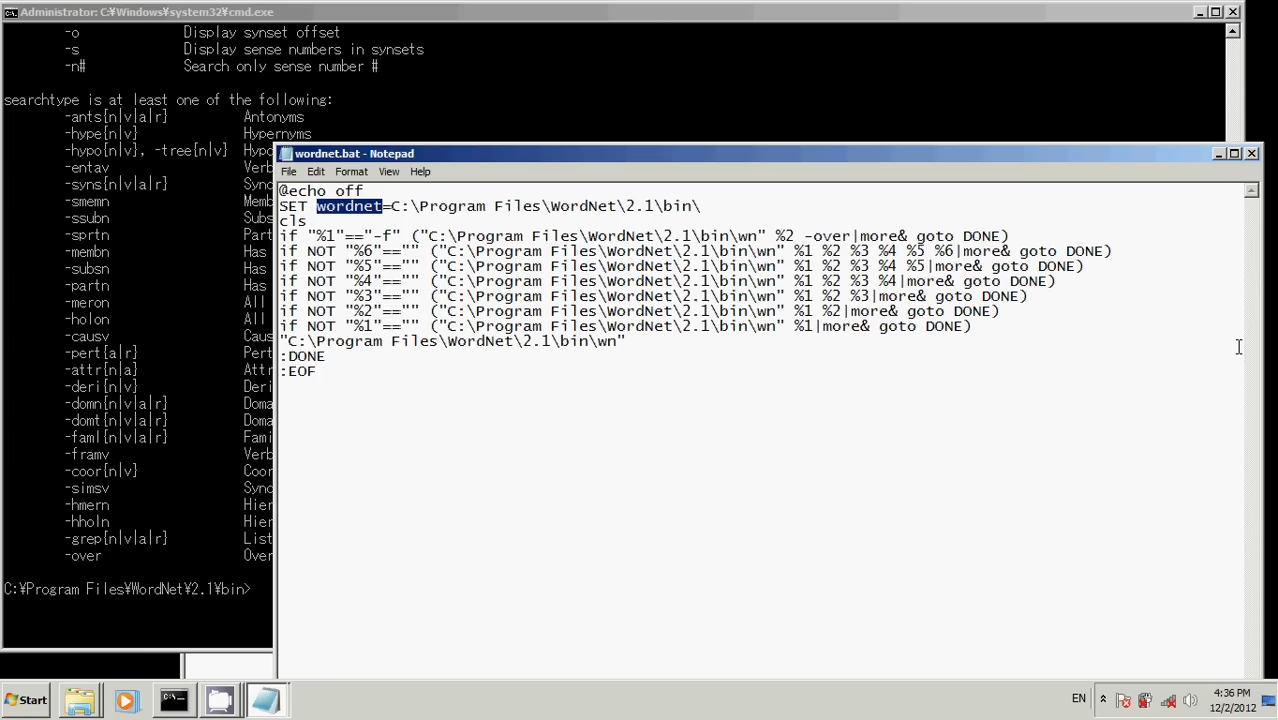 Administrator: C:¥Windows¥system32¥cmd.exe
-o Display synset offset
-s Display sense numbers in synsets
-n# Search only sense number #
searchtype is at least one of the following:
-ants{n|v|a|r} Antonyms
-hype{n|v} Hypernyms
-hypo{n|v}, -tree{n|v} Hypo
-entav Verb
-syns{n|v|a|r} Syno
-smemn Memb
-ssubn Subs
-sprtn Part
-membn Has
-subsn Has
-partn Has
-meron All
-holon All
-causv Caus
-pert{a|r} Pert
-attr{n|a} Attr
-deri{n|v} Deri
-domn{n|v|a|r} Doma
-domt{n|v|a|r} Doma
-faml{n|v|a|r} Fami
-framv Verb
-coor{n|v} Coor
-simsv Syno
-hmern Hier
-hholn Hier
-grep{n|v|a|r} List
-over Over
C:¥Program Files¥WordNet¥2.1¥bin>
wordnet.bat - Notepad
File Edit Format View Help
@echo off
SET wordnet=C:\Program Files\WordNet\2.1\bin\
cls
if "%1"=="-f" ("C:\Program Files\WordNet\2.1\bin\wn" %2 -over|more& goto DONE)
if NOT "%6"=="" ("C:\Program Files\WordNet\2.1\bin\wn" %1 %2 %3 %4 %5 %6|more& goto DONE)
if NOT "%5"=="" ("C:\Program Files\WordNet\2.1\bin\wn" %1 %2 %3 %4 %5|more& goto DONE)
if NOT "%4"=="" ("C:\Program Files\WordNet\2.1\bin\wn" %1 %2 %3 %4|more& goto DONE)
if NOT "%3"=="" ("C:\Program Files\WordNet\2.1\bin\wn" %1 %2 %3|more& goto DONE)
if NOT "%2"=="" ("C:\Program Files\WordNet\2.1\bin\wn" %1 %2|more& goto DONE)
if NOT "%1"=="" ("C:\Program Files\WordNet\2.1\bin\wn" %1|more& goto DONE)
"C:\Program Files\WordNet\2.1\bin\wn"
:DONE
:EOF
Start
EN
4:36 PM
12/2/2012